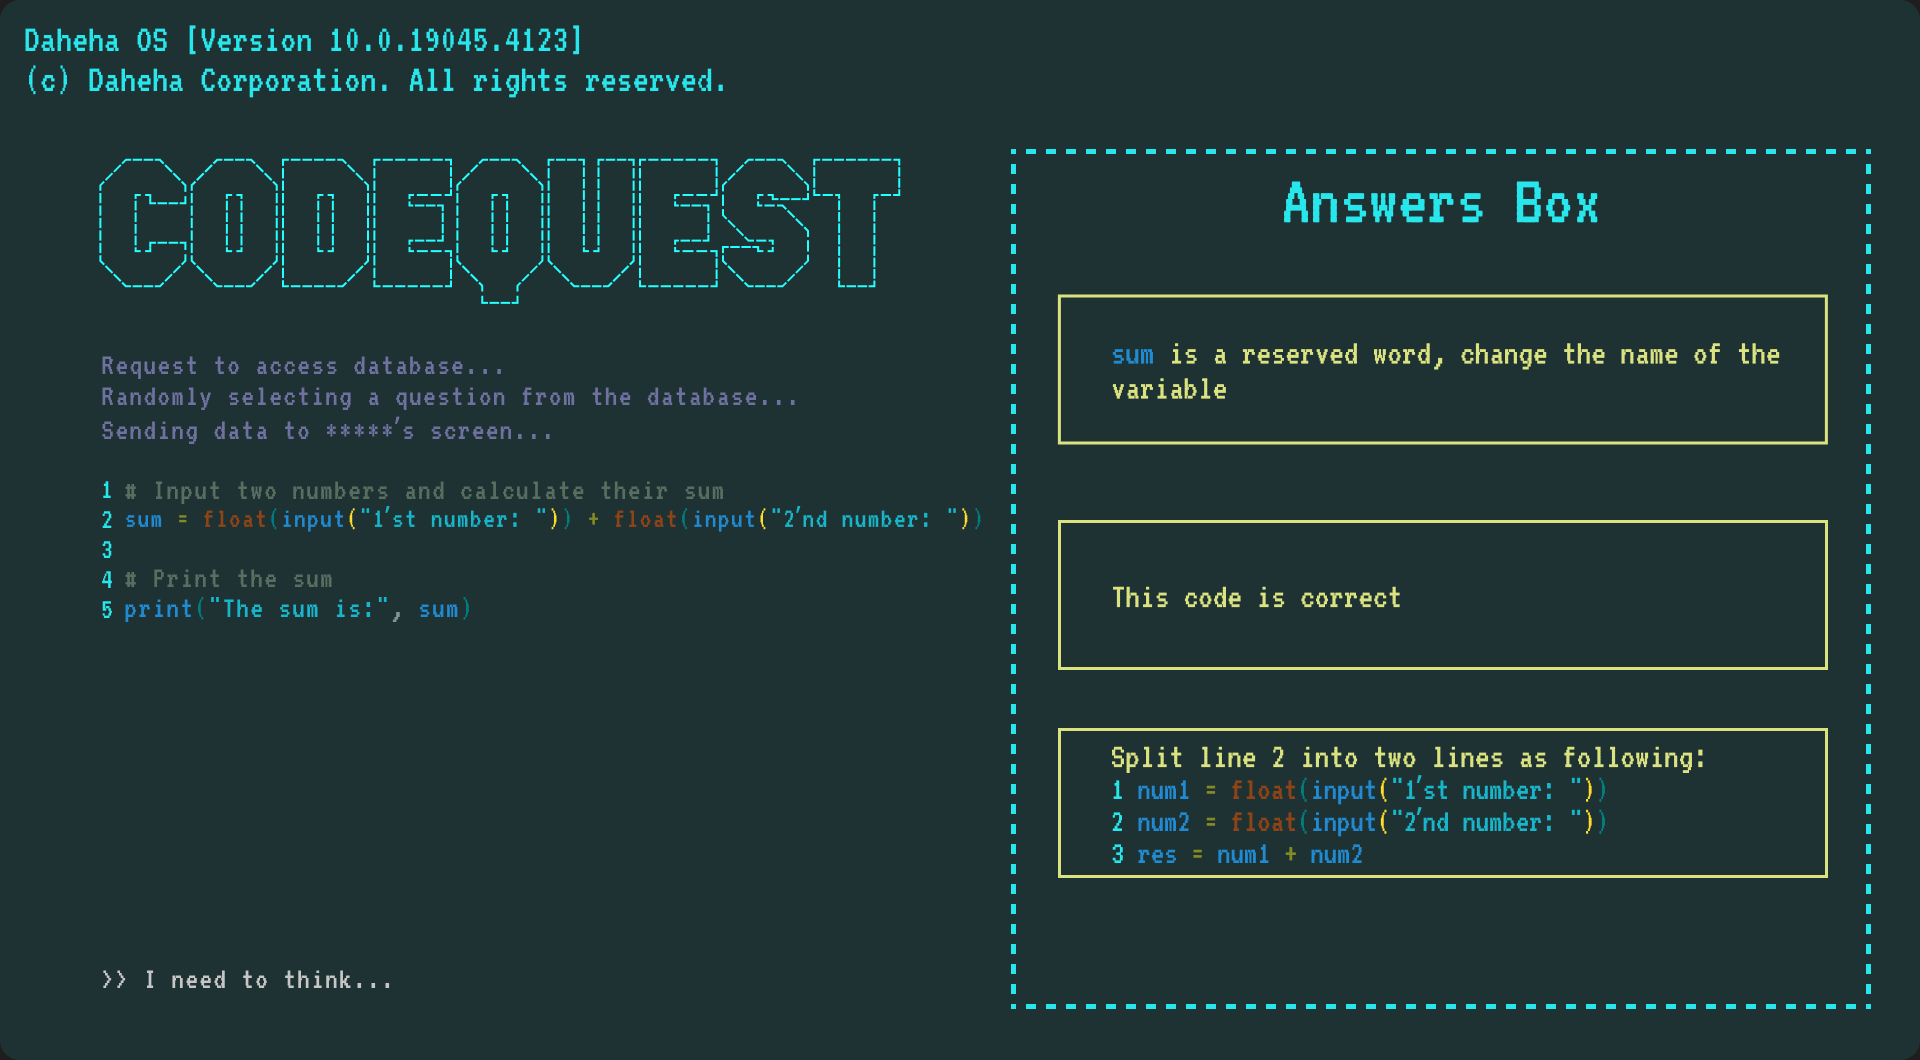 Daheha OS [Version 10.0.19045.4123]
(c) Daheha Corporation. All rights reserved.
CODEQUEST
Request to access database...
Randomly selecting a question from the database...
Sending data to *****'s screen...
1 # Input two numbers and calculate their sum
2 sum = float(input("1'st number: ")) + float(input("2'nd number: "))
3
4 # Print the sum
5 print("The sum is:", sum)
>> I need to think...
Answers Box
sum is a reserved word, change the name of the
variable
This code is correct
Split line 2 into two lines as following:
1 num1 = float(input("1'st number: "))
2 num2 = float(input("2'nd number: "))
3 res = num1 + num2